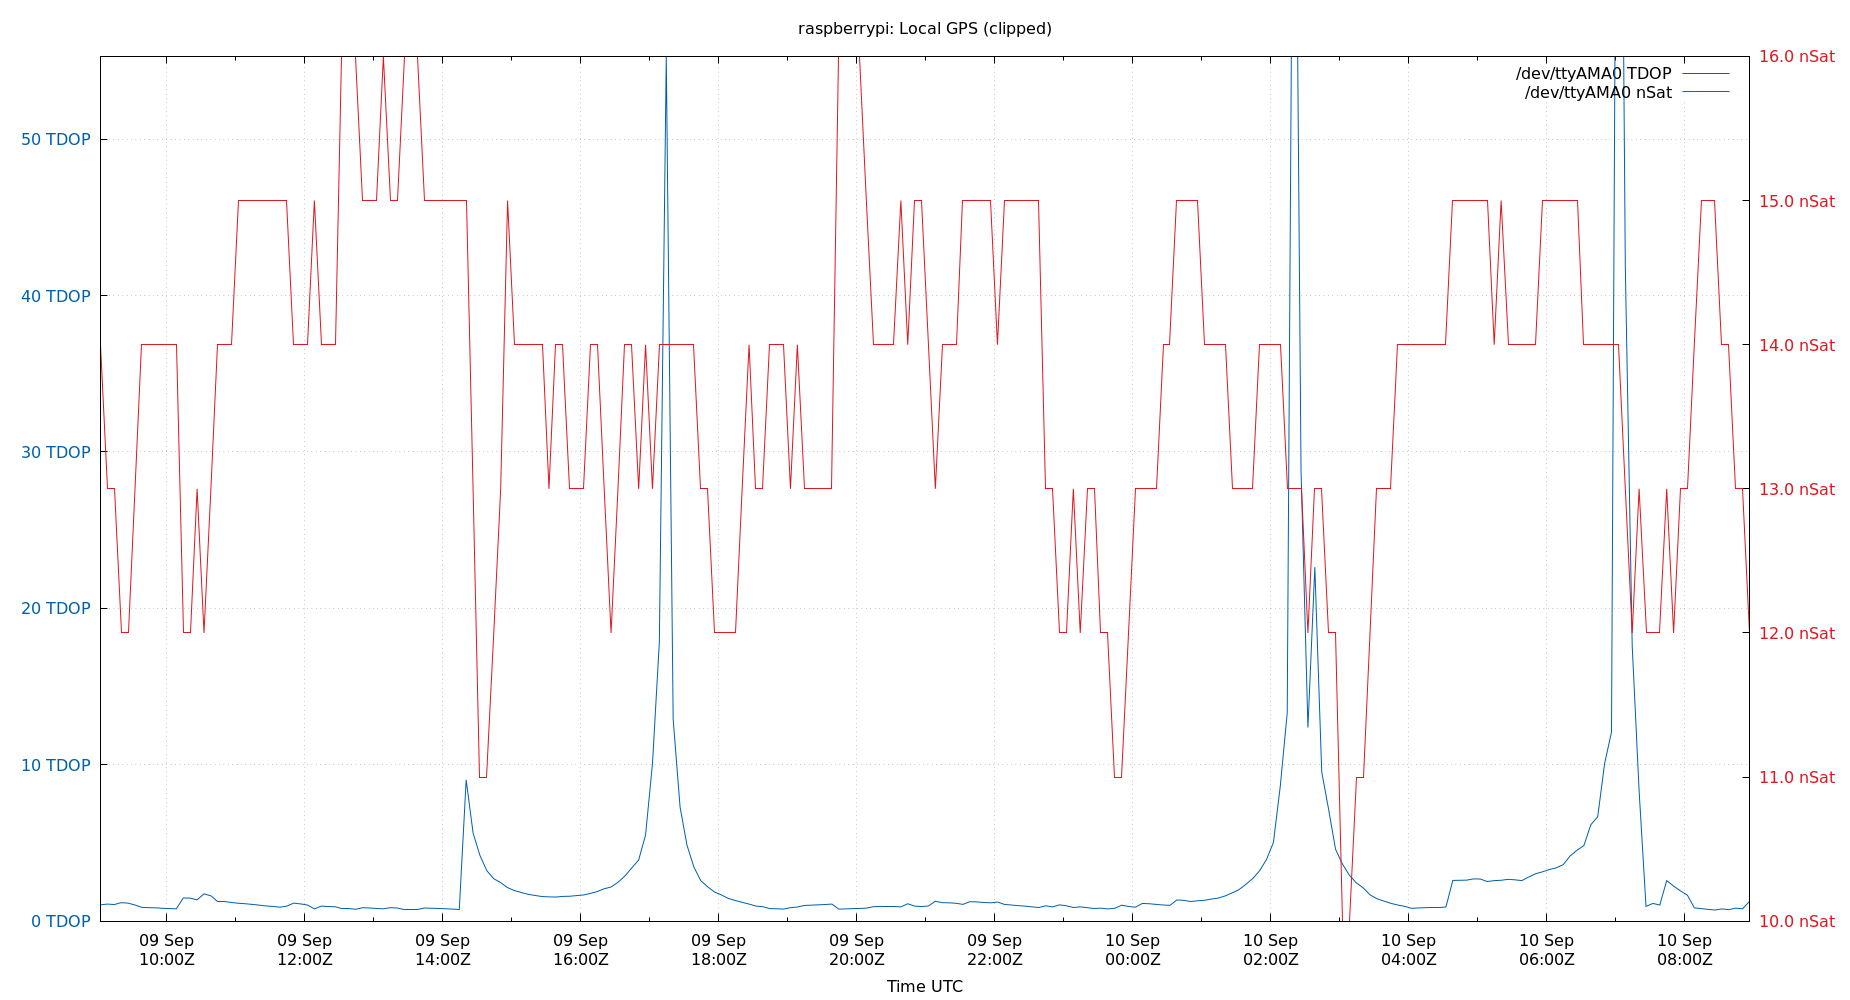 raspberrypi: Local GPS (clipped)
/dev/ttyAMA0 TDOP
/dev/ttyAMA0 nSat
50 TDOP
40 TDOP
30 TDOP
20 TDOP
10 TDOP
0 TDOP
16.0 nSat
15.0 nSat
14.0 nSat
13.0 nSat
12.0 nSat
11.0 nSat
10.0 nSat
09 Sep 09 Sep 09 Sep 09 Sep 09 Sep 09 Sep 09 Sep 10 Sep 10 Sep 10 Sep 10 Sep 10 Sep
10:00Z 12:00Z 14:00Z 16:00Z 18:00Z 20:00Z 22:00Z 00:00Z 02:00Z 04:00Z 06:00Z 08:00Z
Time UTC